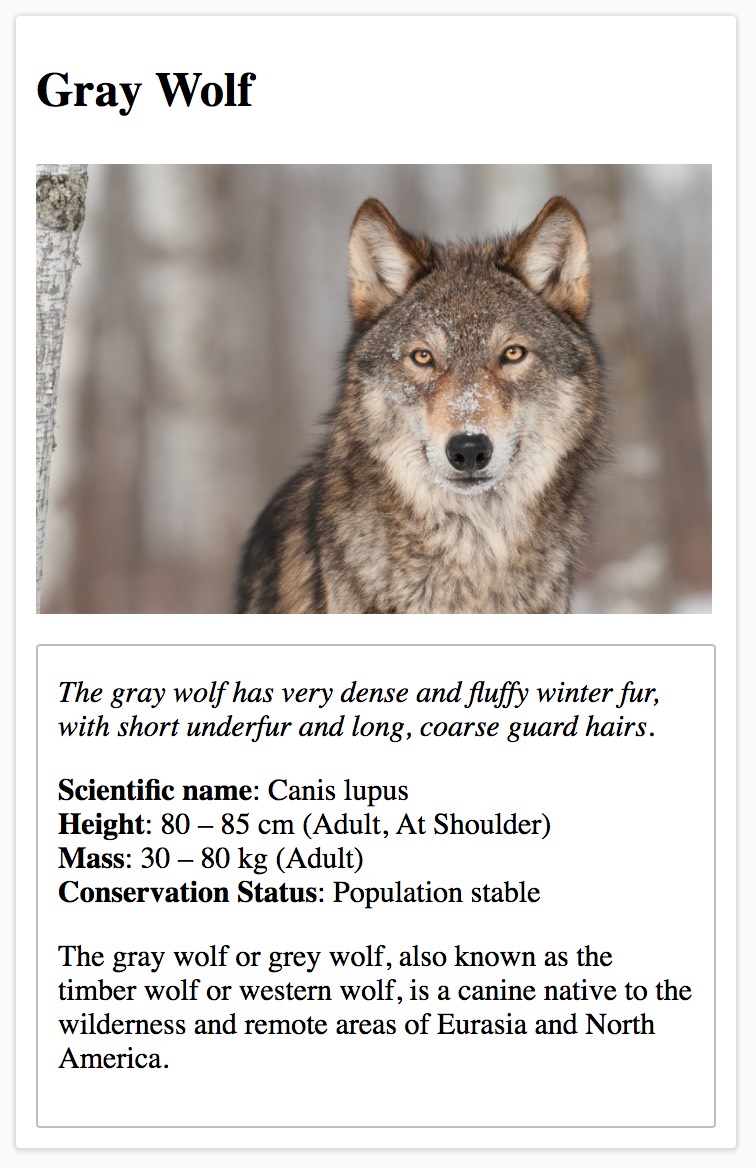 Gray Wolf
The gray wolf has very dense and fluffy winter fur,
with short underfur and long, coarse guard hairs.
Scientific name: Canis lupus
Height: 80 – 85 cm (Adult, At Shoulder)
Mass: 30 – 80 kg (Adult)
Conservation Status: Population stable
The gray wolf or grey wolf, also known as the
timber wolf or western wolf, is a canine native to the
wilderness and remote areas of Eurasia and North
America.